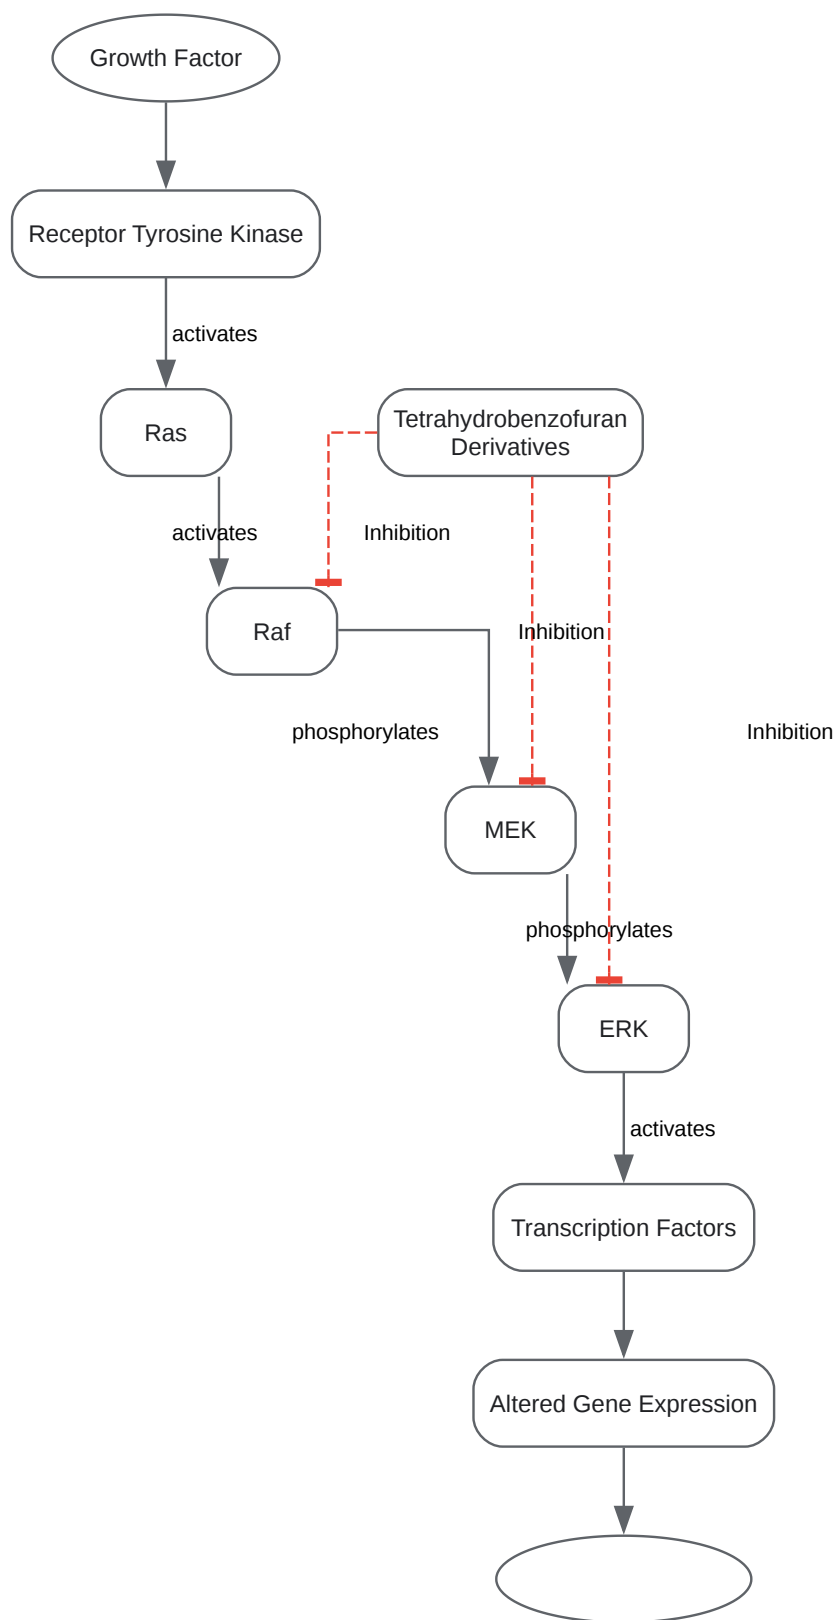 Growth Factor
Receptor Tyrosine Kinase
activates
Ras
Tetrahydrobenzofuran
Derivatives
activates
Inhibition
Raf
Inhibition
phosphorylates
Inhibition
MEK
phosphorylates
ERK
activates
Transcription Factors
Altered Gene Expression